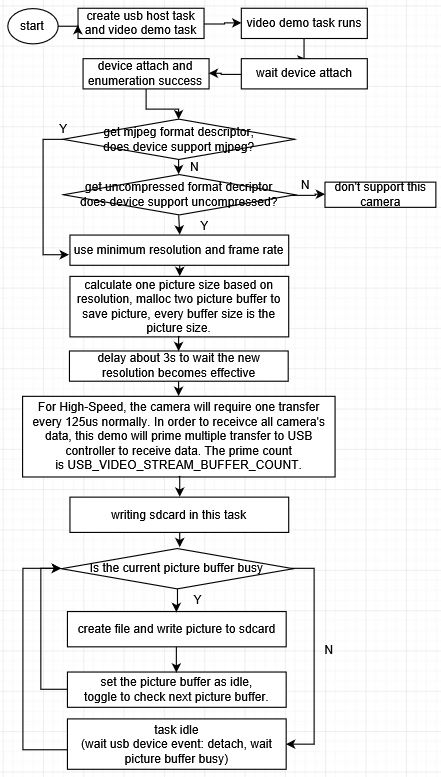 start
create usb host task
and video demo task
video demo task runs
device attach and
enumeration success
wait device attach
Y
get mjpeg format descriptor,
does device support mjpeg?
N
get uncompressed format decriptor
does device support uncompressed?
N
don't support this
camera
Y
use minimum resolution and frame rate
calculate one picture size based on
resolution, malloc two picture buffer to
save picture, every buffer size is the
picture size.
delay about 3s to wait the new
resolution becomes effective
For High-Speed, the camera will require one transfer
every 125us normally. In order to receivce all camera's
data, this demo will prime multiple transfer to USB
controller to receive data. The prime count
is USB_VIDEO_STREAM_BUFFER_COUNT.
writing sdcard in this task
Is the current picture buffer busy
Y
create file and write picture to sdcard
N
set the picture buffer as idle,
toggle to check next picture buffer.
task idle
(wait usb device event: detach, wait
picture buffer busy)